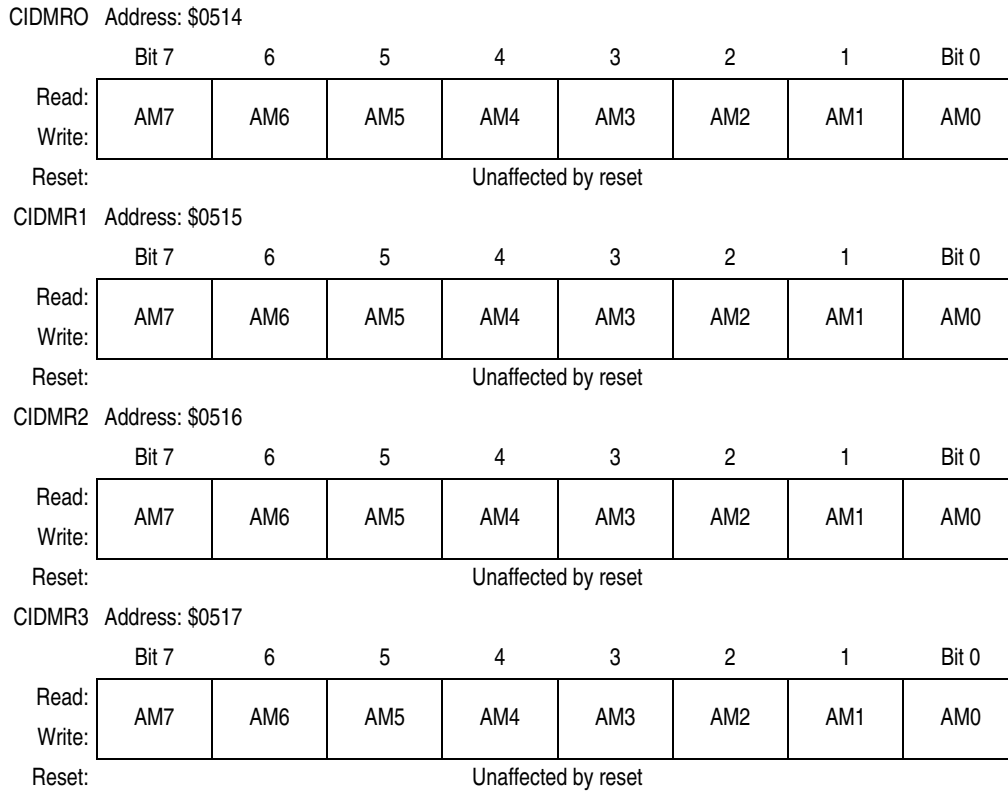 CIDMRO Address: $0514
Bit 7 6 5 4 3 2 1 Bit 0
Read:
AM7 AM6 AM5 AM4 AM3 AM2 AM1 AM0
Write:
Reset: Unaffected by reset
CIDMR1 Address: $0515
Bit 7 6 5 4 3 2 1 Bit 0
Read:
AM7 AM6 AM5 AM4 AM3 AM2 AM1 AM0
Write:
Reset: Unaffected by reset
CIDMR2 Address: $0516
Bit 7 6 5 4 3 2 1 Bit 0
Read:
AM7 AM6 AM5 AM4 AM3 AM2 AM1 AM0
Write:
Reset: Unaffected by reset
CIDMR3 Address: $0517
Bit 7 6 5 4 3 2 1 Bit 0
Read:
AM7 AM6 AM5 AM4 AM3 AM2 AM1 AM0
Write:
Reset: Unaffected by reset